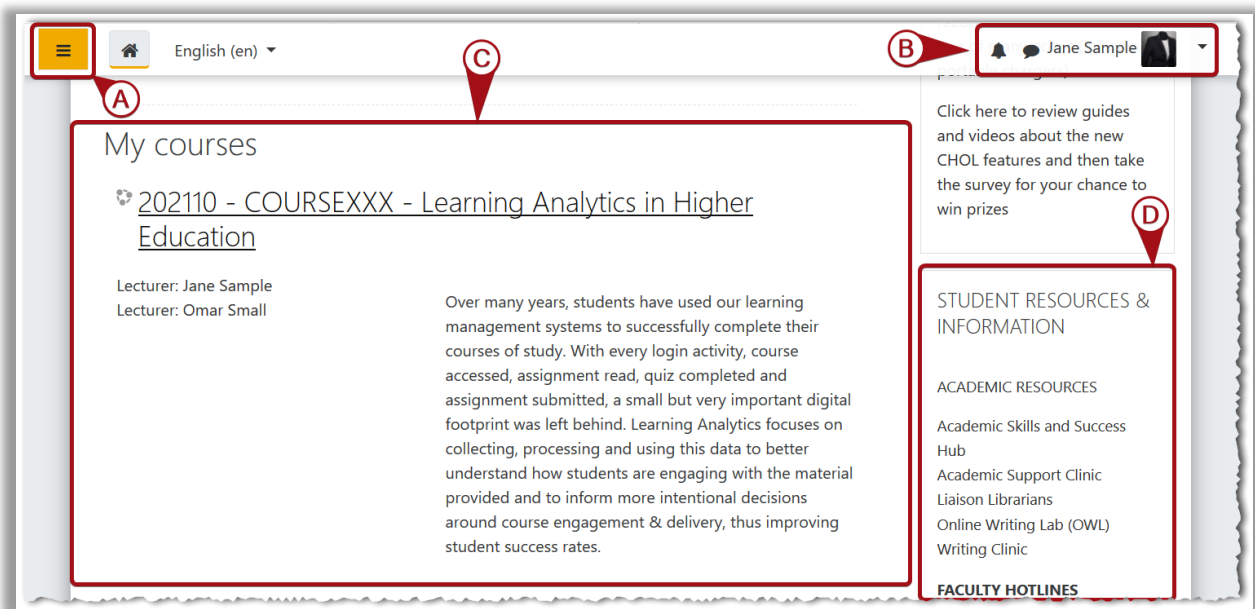 English (en)
Jane Sample
A
B
C
My courses
202110 - COURSEXXX - Learning Analytics in Higher
Education
Lecturer: Jane Sample
Lecturer: Omar Small
Over many years, students have used our learning
management systems to successfully complete their
courses of study. With every login activity, course
accessed, assignment read, quiz completed and
assignment submitted, a small but very important digital
footprint was left behind. Learning Analytics focuses on
collecting, processing and using this data to better
understand how students are engaging with the material
provided and to inform more intentional decisions
around course engagement & delivery, thus improving
student success rates.
Click here to review guides
and videos about the new
CHOL features and then take
the survey for your chance to
win prizes
D
STUDENT RESOURCES &
INFORMATION
ACADEMIC RESOURCES
Academic Skills and Success
Hub
Academic Support Clinic
Liaison Librarians
Online Writing Lab (OWL)
Writing Clinic
FACULTY HOTLINES